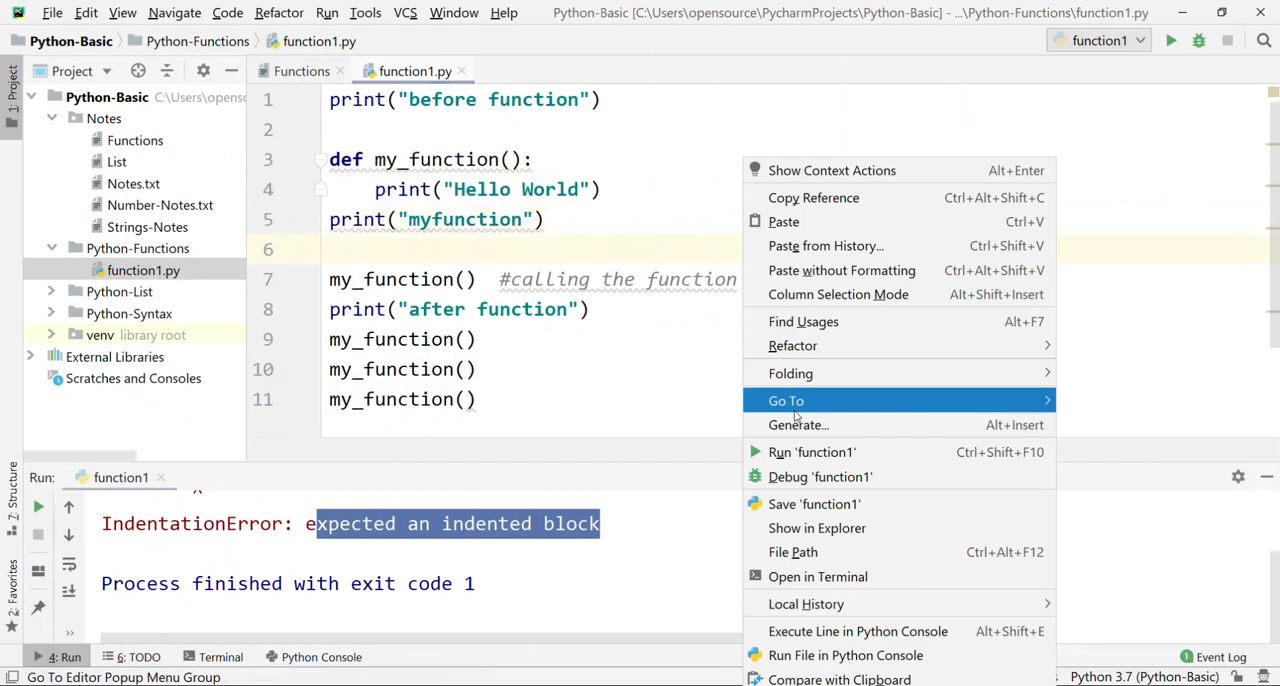 File Edit View Navigate Code Refactor Run Tools VCS Window Help Python-Basic [C:\Users\opensource\PycharmProjects\Python-Basic] - ...\Python-Functions\function1.py
Python-Basic Python-Functions function1.py function1
1: Project
Project
Functions function1.py
Python-Basic C:\Users\opensc
Notes
Functions
List
Notes.txt
Number-Notes.txt
Strings-Notes
Python-Functions
function1.py
Python-List
Python-Syntax
venv library root
External Libraries
Scratches and Consoles
1 print("before function")
2
3 def my_function():
4 print("Hello World")
5 print("myfunction")
6
7 my_function() #calling the function
8 print("after function")
9 my_function()
10 my_function()
11 my_function()
Show Context Actions Alt+Enter
Copy Reference Ctrl+Alt+Shift+C
Paste Ctrl+V
Paste from History... Ctrl+Shift+V
Paste without Formatting Ctrl+Alt+Shift+V
Column Selection Mode Alt+Shift+Insert
Find Usages Alt+F7
Refactor
Folding
Go To
Generate... Alt+Insert
Run 'function1' Ctrl+Shift+F10
Debug 'function1'
Save 'function1'
Show in Explorer
File Path Ctrl+Alt+F12
Open in Terminal
Local History
Execute Line in Python Console Alt+Shift+E
Run File in Python Console
Compare with Clipboard
7: Structure
2: Favorites
Run: function1
^
IndentationError: expected an indented block
Process finished with exit code 1
4: Run 6: TODO Terminal Python Console 1 Event Log
Go To Editor Popup Menu Group Python 3.7 (Python-Basic)